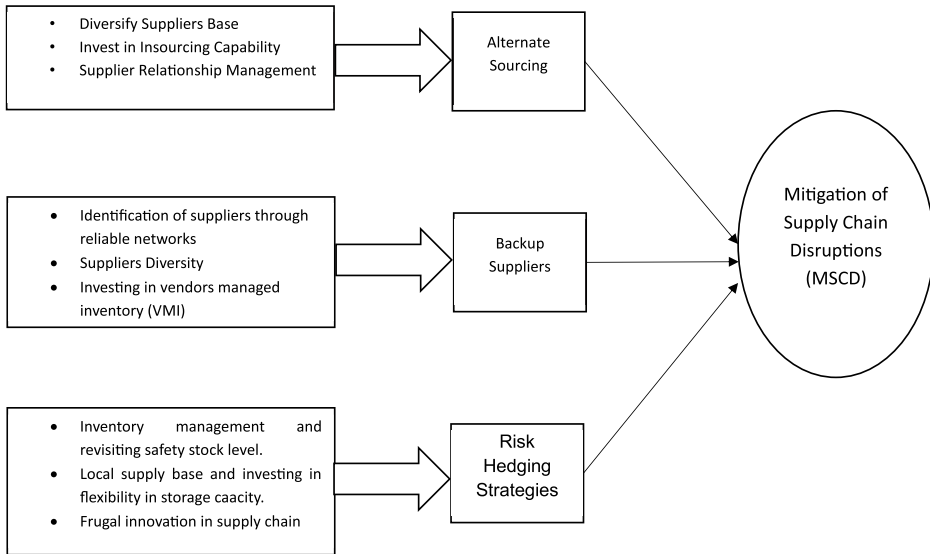 • Diversify Suppliers Base
• Invest in Insourcing Capability
• Supplier Relationship Management
Alternate
Sourcing
• Identification of suppliers through
reliable networks
• Suppliers Diversity
• Investing in vendors managed
inventory (VMI)
Backup
Suppliers
• Inventory management and
revisiting safety stock level.
• Local supply base and investing in
flexibility in storage caacity.
• Frugal innovation in supply chain
Risk
Hedging
Strategies
Mitigation of
Supply Chain
Disruptions
(MSCD)